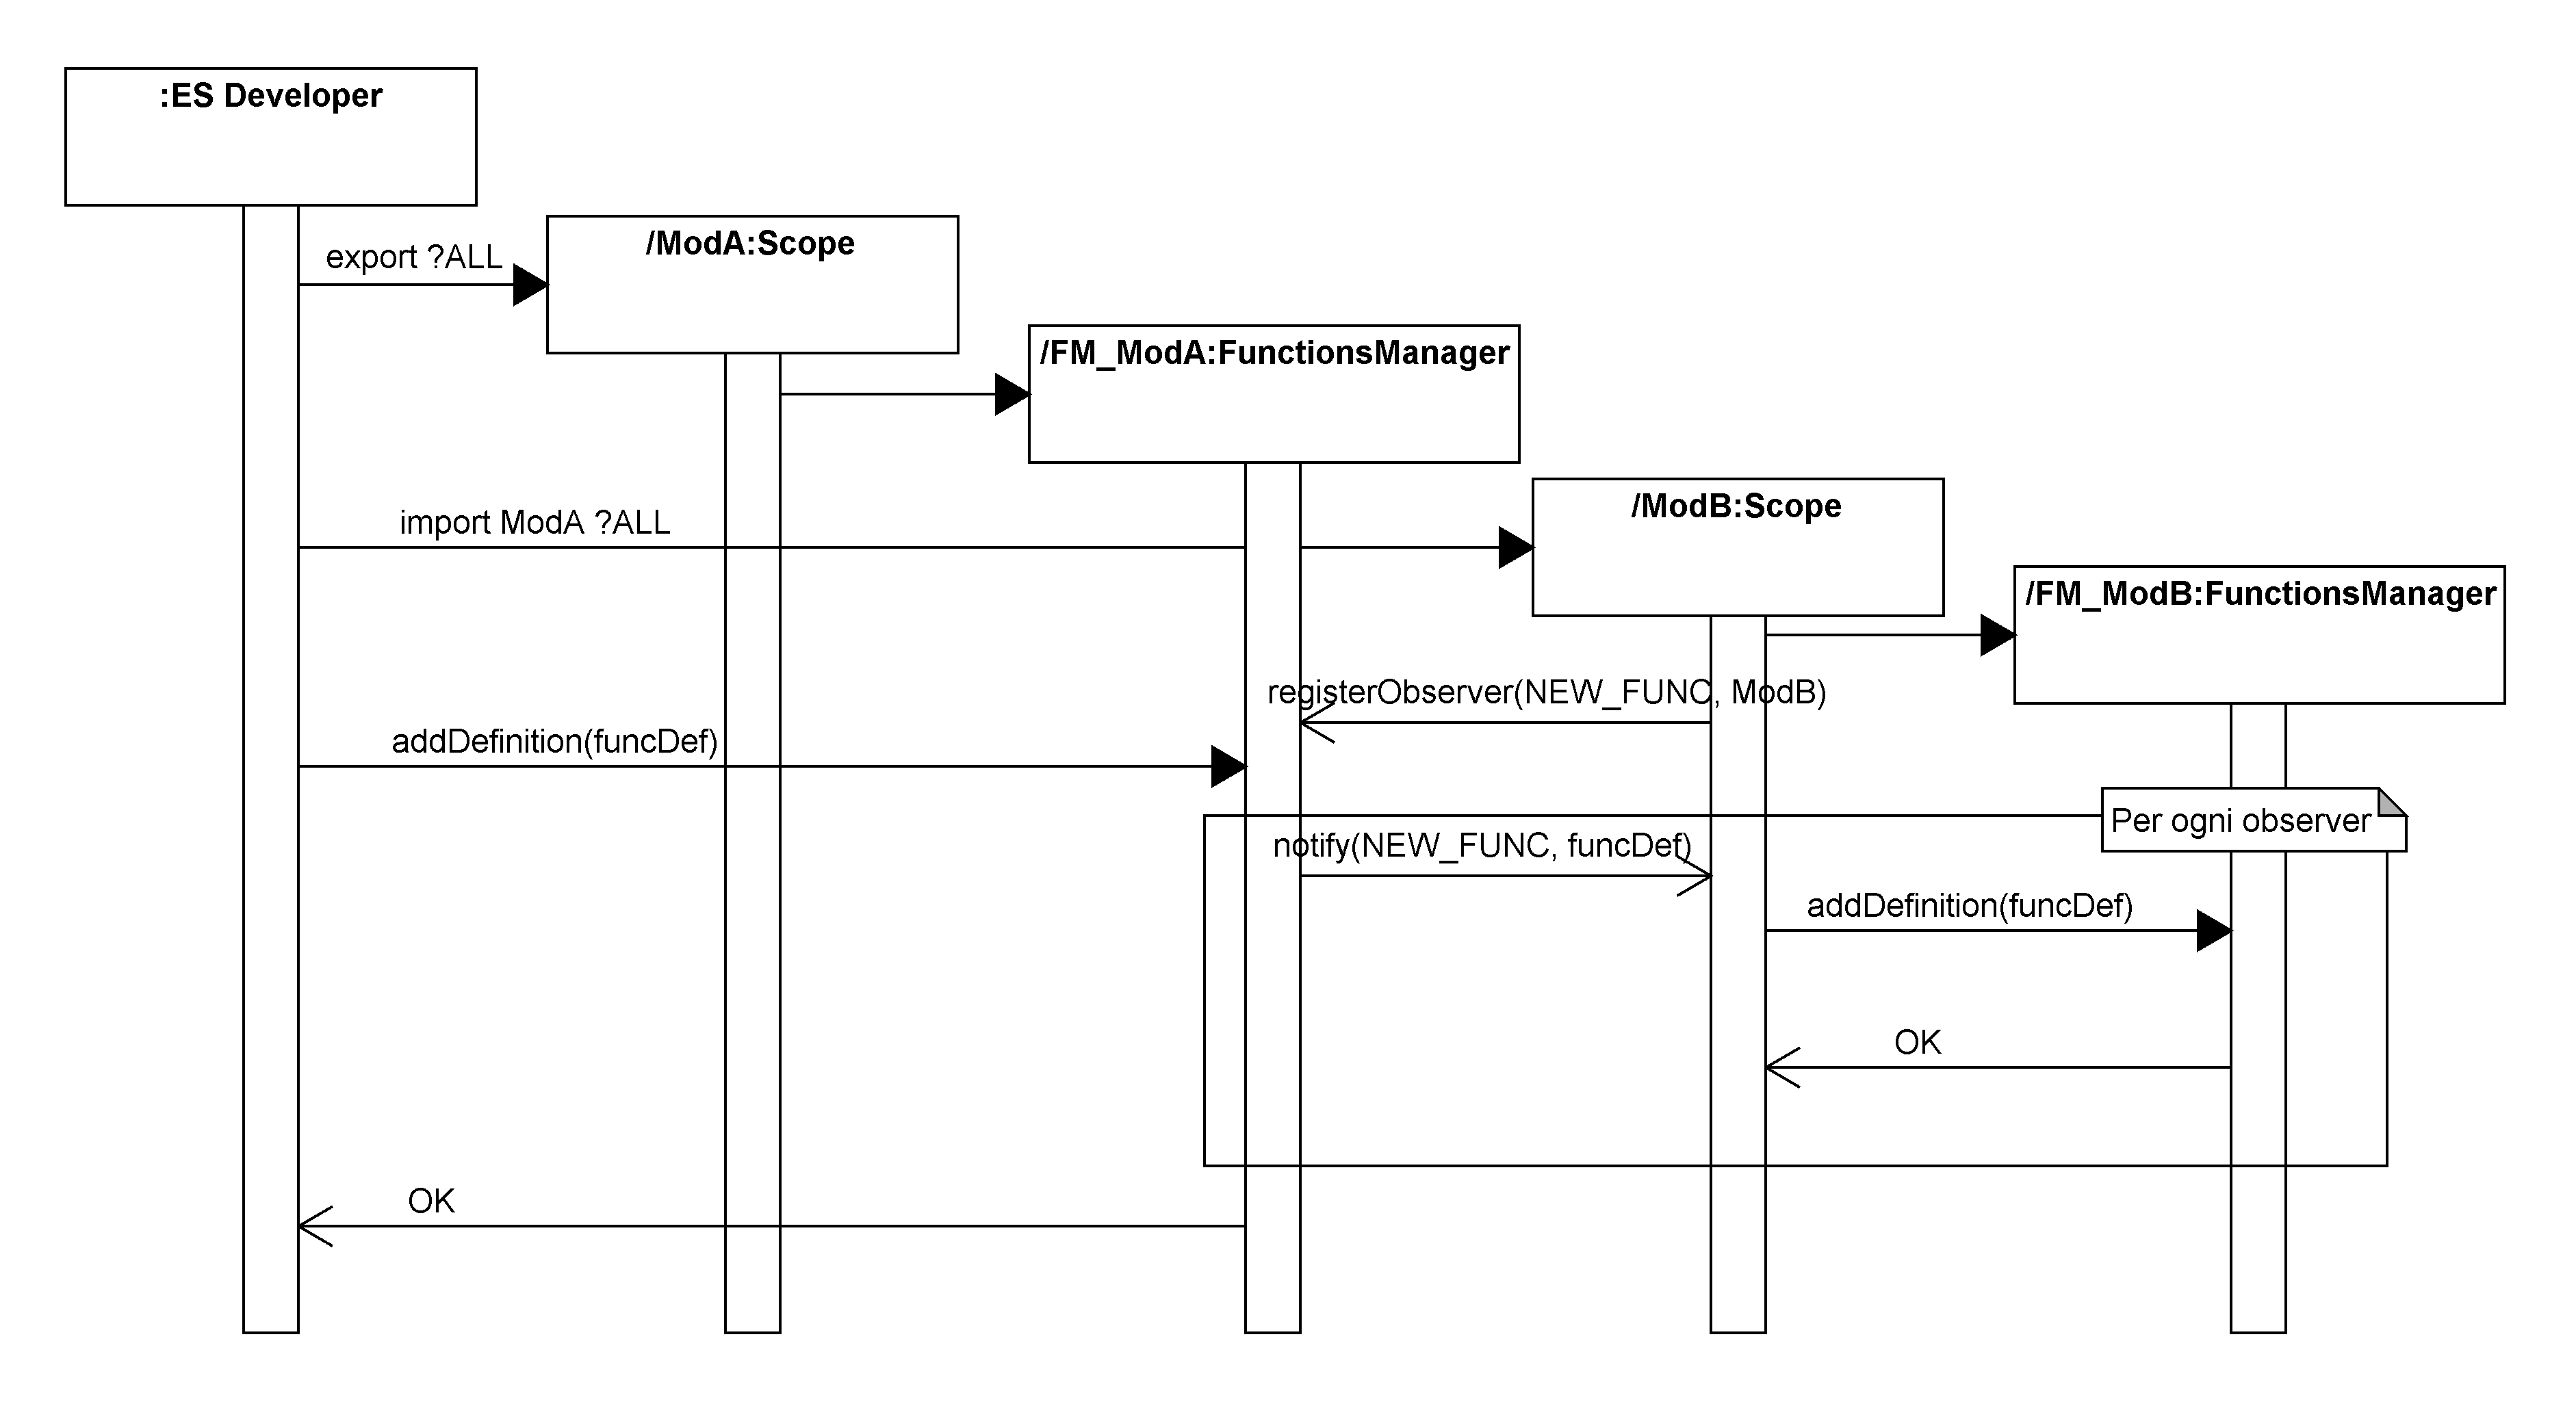 :ES Developer
/ModA:Scope
export ?ALL
/FM_ModA:FunctionsManager
/ModB:Scope
import ModA ?ALL
/FM_ModB:FunctionsManager
registerObserver(NEW_FUNC, ModB)
addDefinition(funcDef)
Per ogni observer
notify(NEW_FUNC, funcDef)
addDefinition(funcDef)
OK
OK